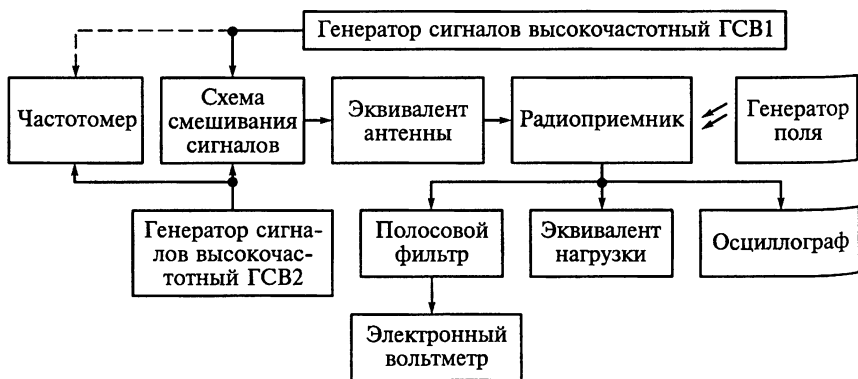 Генератор сигналов высокочастотный ГСВ1
Частотомер
Схема
смешивания
сигналов
Эквивалент
антенны
Радиоприемник
Генератор
поля
Генератор сигна-
лов высокочас-
тотный ГСВ2
Полосовой
фильтр
Эквивалент
нагрузки
Осциллограф
Электронный
вольтметр